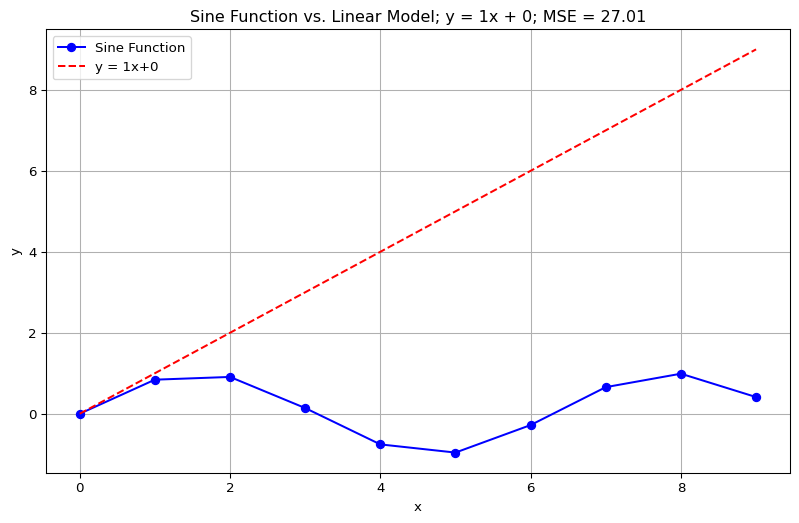 Sine Function vs. Linear Model; y = 1x + 0; MSE = 27.01
Sine Function
y = 1x+0
8
6
4
2
0
y
0 2 4 6 8
x